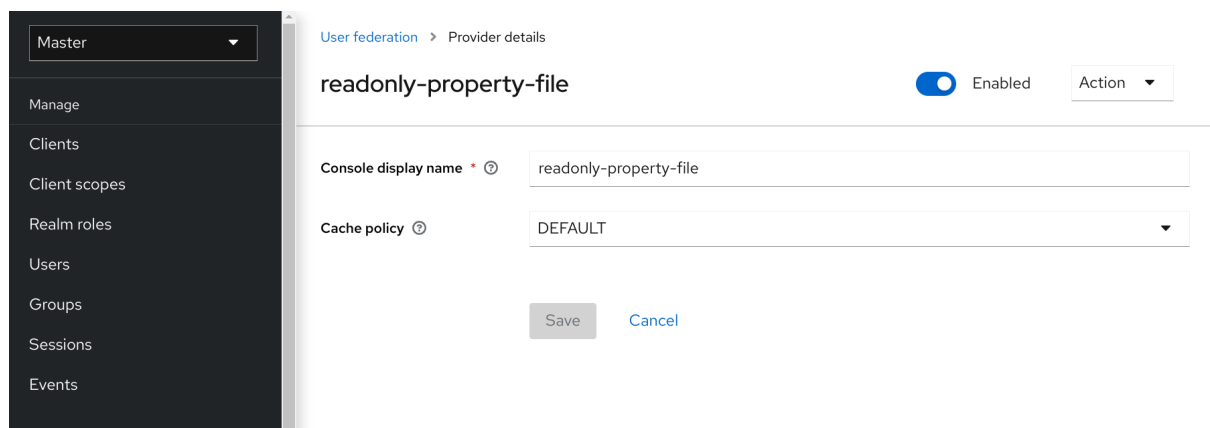 Master
Manage
Clients
Client scopes
Realm roles
Users
Groups
Sessions
Events
User federation > Provider details
readonly-property-file
Enabled
Action
Console display name * readonly-property-file
Cache policy DEFAULT
Save Cancel